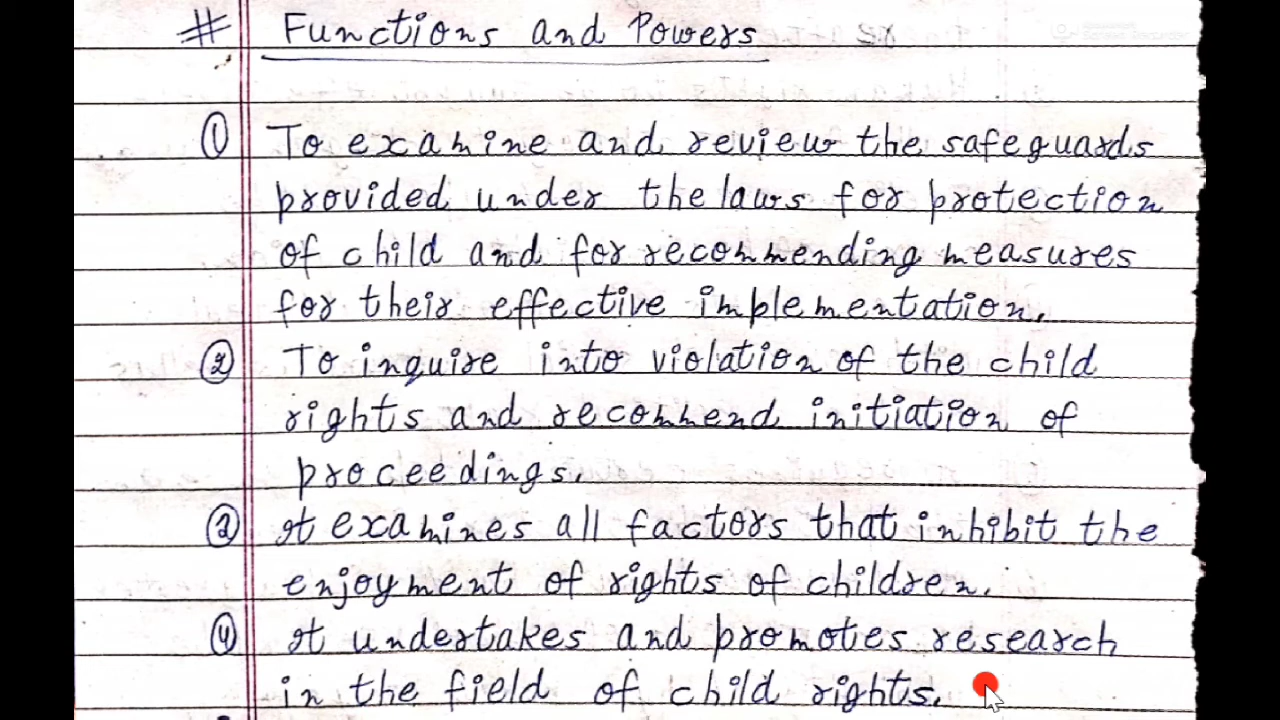 # Functions and Powers
① To examine and review the safeguards
provided under the laws for protection
of child and for recommending measures
for their effective implementation.
② To inquire into violation of the child
rights and recommend initiation of
proceedings.
③ It examines all factors that inhibit the
enjoyment of rights of children.
④ It undertakes and promotes research
in the field of child rights.